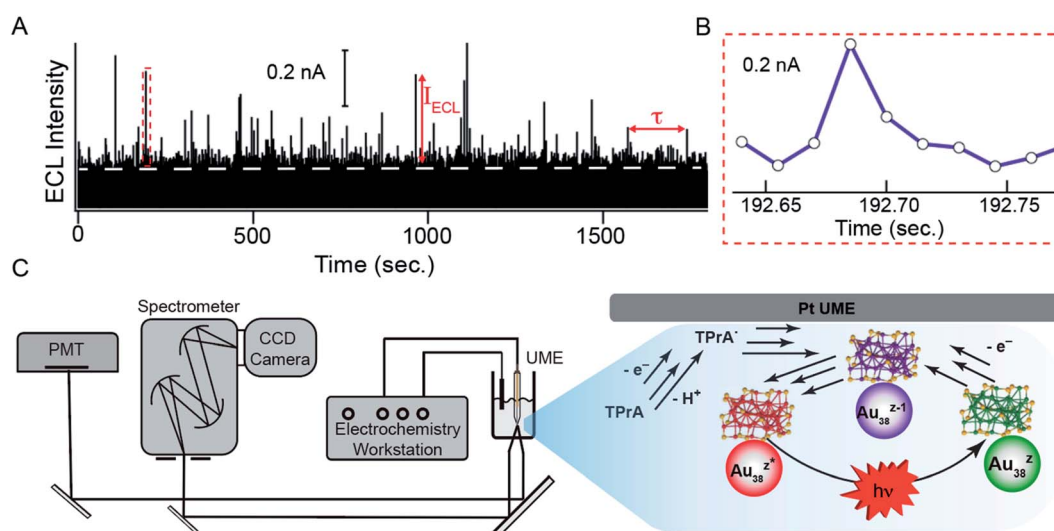 A
ECL Intensity
0.2 nA
I_ECL
τ
0
500
1000
1500
Time (sec.)
B
0.2 nA
192.65
192.70
192.75
Time (sec.)
C
PMT
Spectrometer
CCD
Camera
Electrochemistry
Workstation
UME
Pt UME
TPrA
- e⁻
- H⁺
TPrA˙
- e⁻
Au₃₈ᶻ⁻¹
Au₃₈ᶻ*
Au₃₈ᶻ
hν